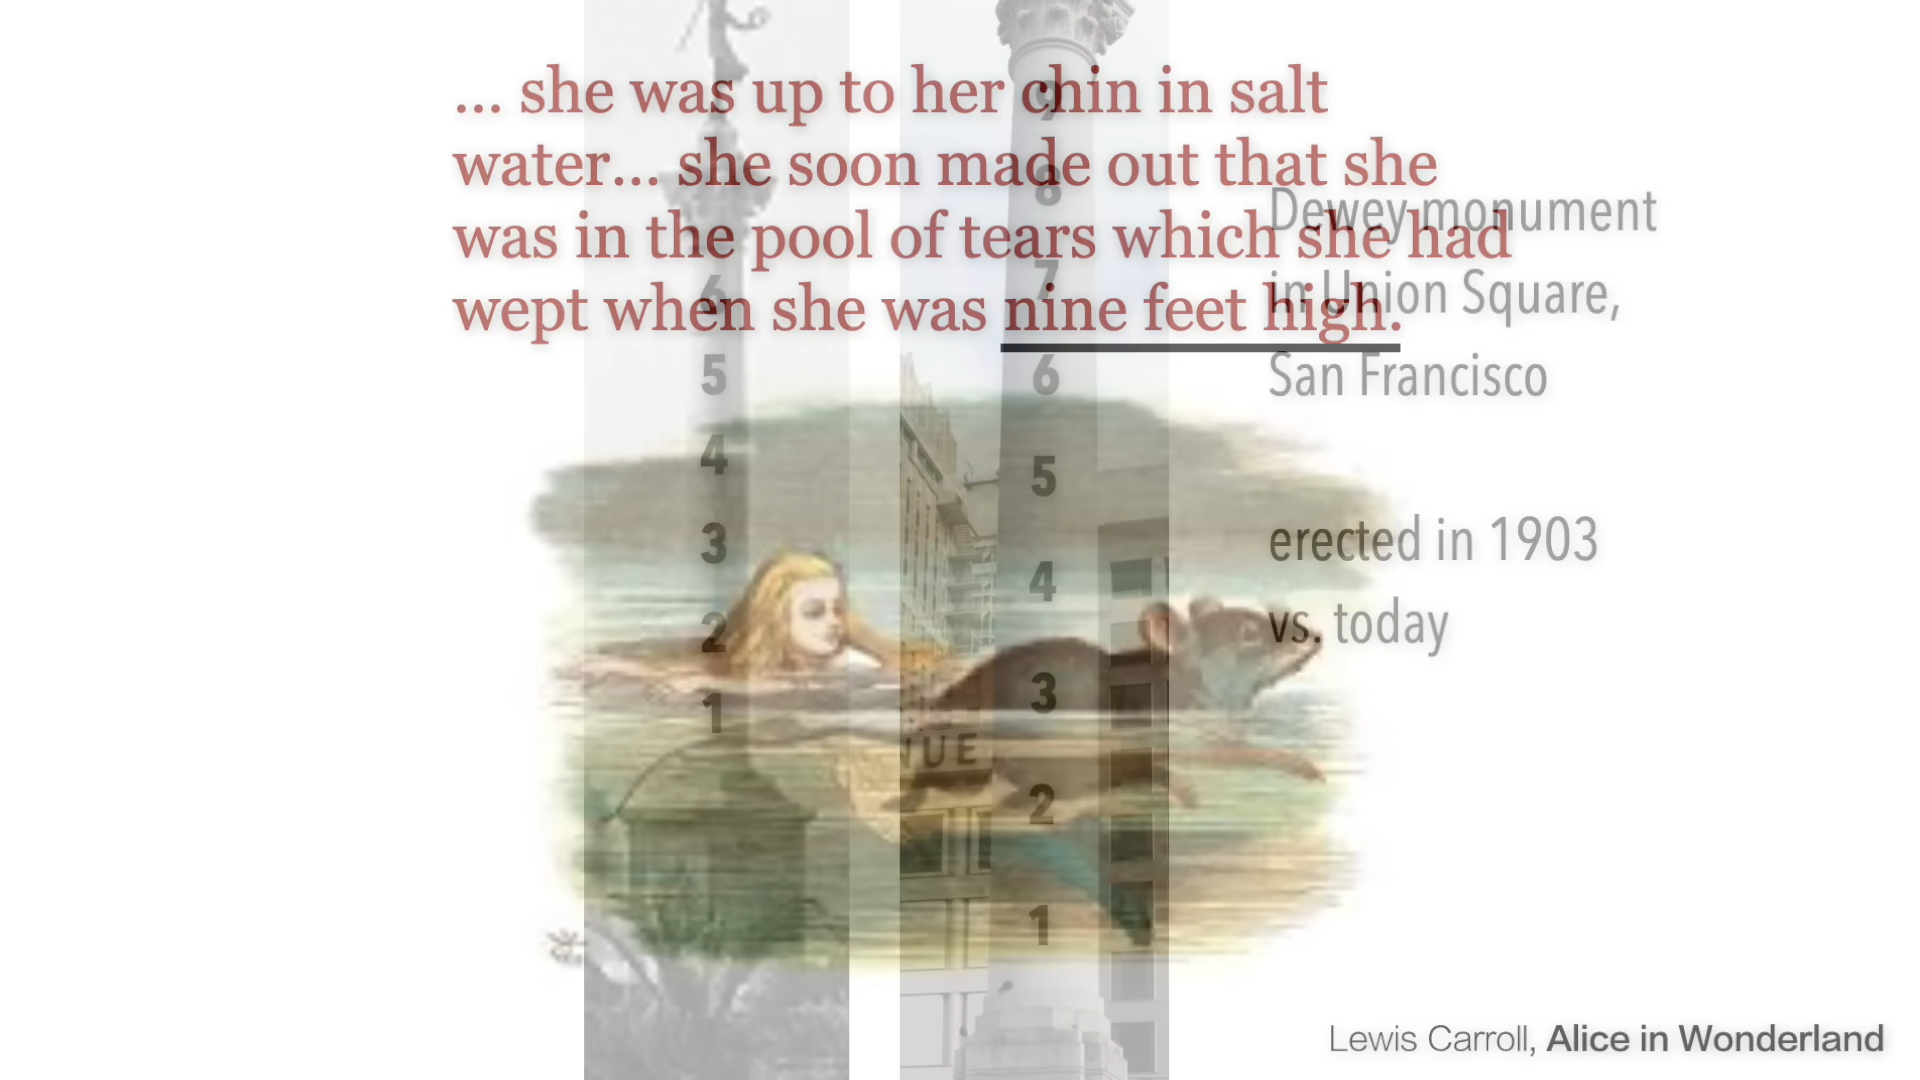 ... she was up to her chin in salt
water... she soon made out that she
was in the pool of tears which she had
wept when she was nine feet high.
Dewey monument
in Union Square,
San Francisco
erected in 1903
vs. today
6
5
4
3
2
1
9
8
7
6
5
4
3
2
1
NUE
Lewis Carroll, Alice in Wonderland